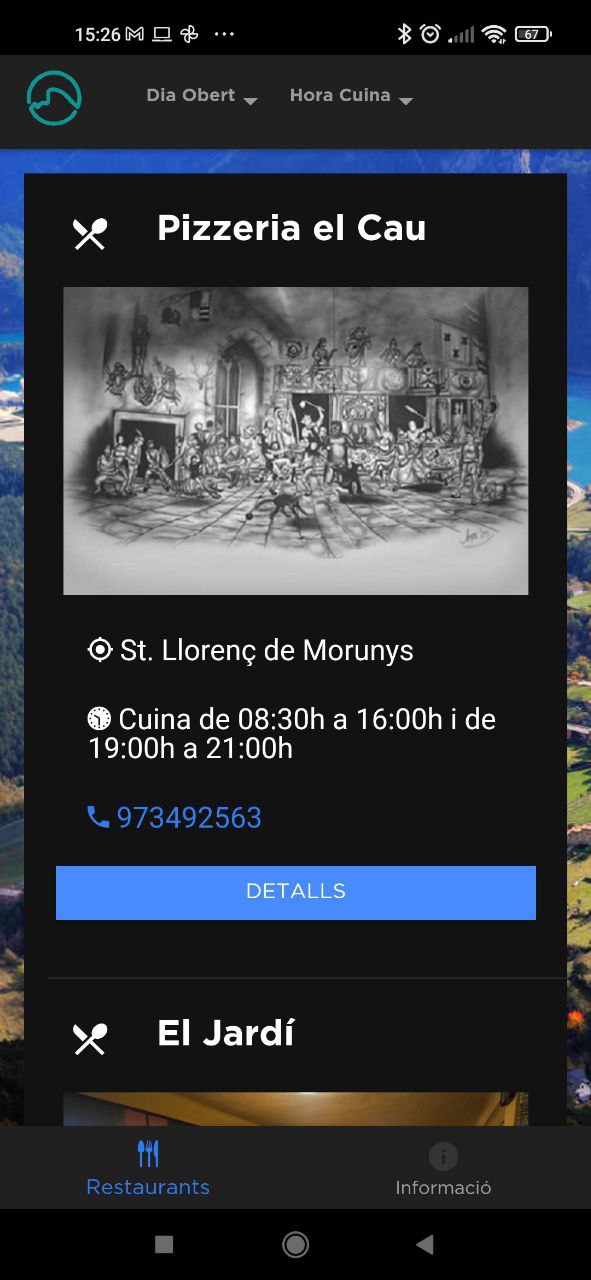 15:26
67
Dia Obert
Hora Cuina
Pizzeria el Cau
St. Llorenç de Morunys
Cuina de 08:30h a 16:00h i de
19:00h a 21:00h
973492563
DETALLS
El Jardí
Restaurants
Informació